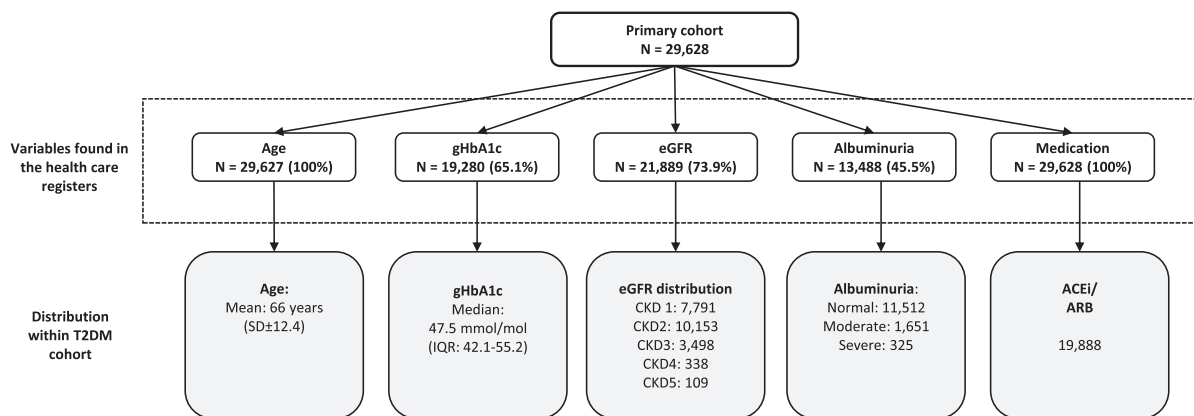 Primary cohort
N = 29,628
Variables found in
the health care
registers
Age
N = 29,627 (100%)
gHbA1c
N = 19,280 (65.1%)
eGFR
N = 21,889 (73.9%)
Albuminuria
N = 13,488 (45.5%)
Medication
N = 29,628 (100%)
Distribution
within T2DM
cohort
Age:
Mean: 66 years
(SD±12.4)
gHbA1c
Median:
47.5 mmol/mol
(IQR: 42.1-55.2)
eGFR distribution
CKD 1: 7,791
CKD2: 10,153
CKD3: 3,498
CKD4: 338
CKD5: 109
Albuminuria:
Normal: 11,512
Moderate: 1,651
Severe: 325
ACEi/
ARB
19,888